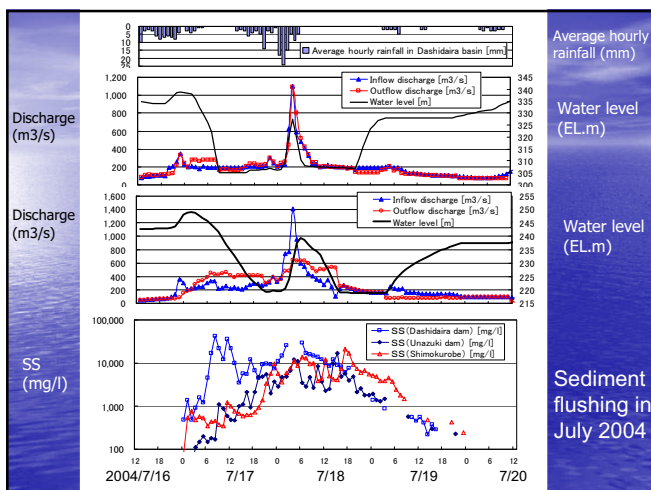 0
5
10
15
20
25
Average hourly rainfall in Dashidaira basin [mm]
Average hourly
rainfall (mm)
Discharge
(m3/s)
1,200
1,000
800
600
400
200
0
Inflow discharge [m3/s]
Outflow discharge [m3/s]
Water level [m]
345
340
335
330
325
320
315
310
305
300
Water level
(EL.m)
Discharge
(m3/s)
1,600
1,400
1,200
1,000
800
600
400
200
0
Inflow discharge [m3/s]
Outflow discharge [m3/s]
Water level [m]
250
245
240
235
230
225
220
215
Water level
(EL.m)
SS
(mg/l)
100,000
10,000
1,000
100
SS(Dashidaira dam) [mg/l]
SS(Unazuki dam) [mg/l]
SS(Shimokurobe) [mg/l]
12 18 0 6 12 18 0 6 12 18 0 6 12 18 0 6 12
2004/7/16 7/17 7/18 7/19 7/20
Sediment
flushing in
July 2004